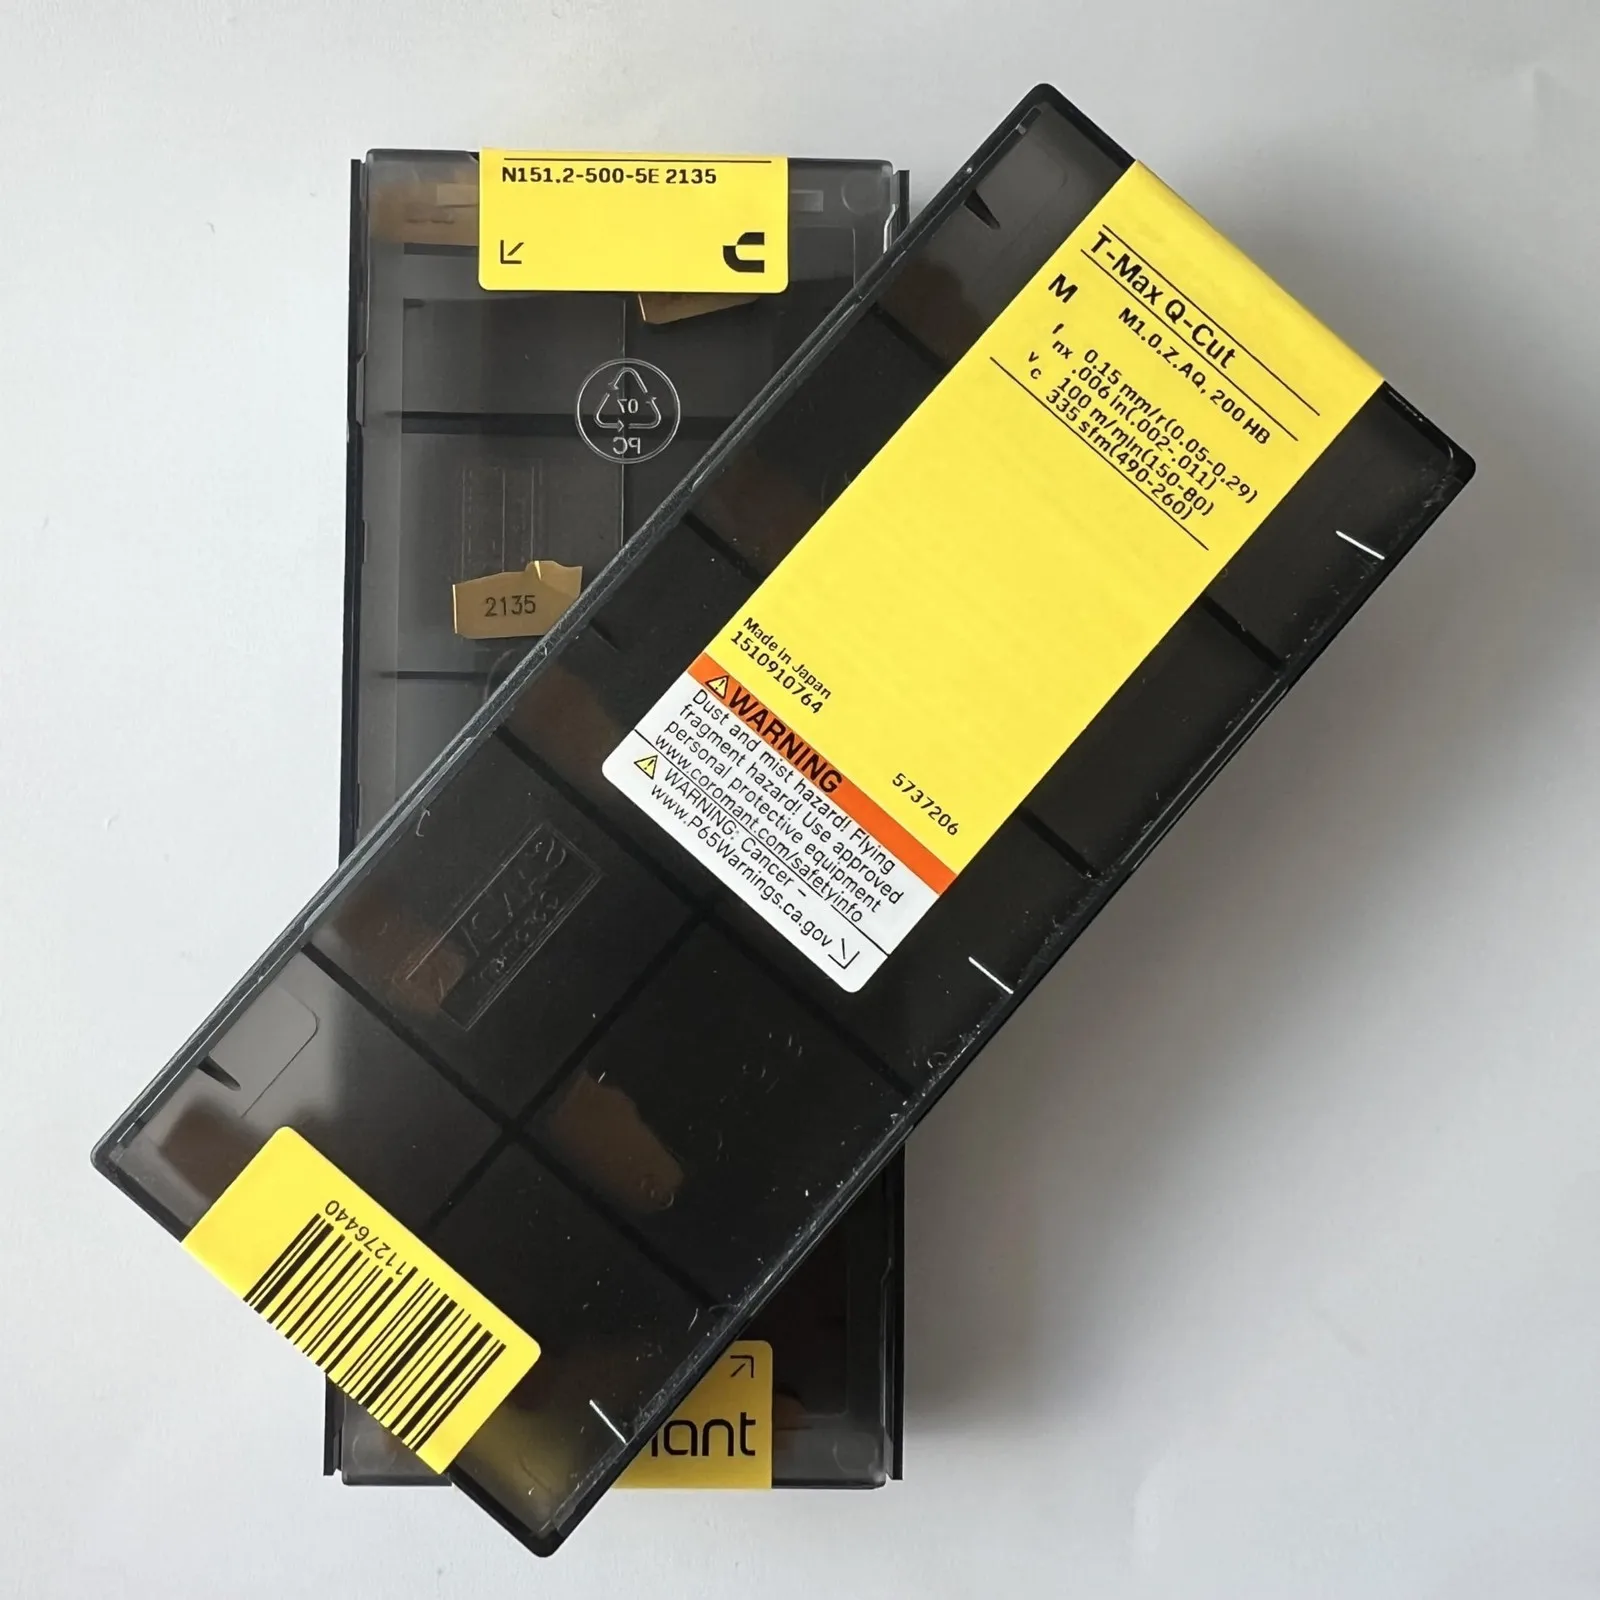 N151.2-500-5E 2135
07
PC
2135
T-Max Q-Cut
M
M1.0.Z.AQ, 200 HB
fnx 0.15 mm/r(0.05-0.29)
.006 in(.002-.011)
vc 100 m/min(150-80)
335 sfm(490-260)
Made in Japan
1510910764
5737206
WARNING
Dust and mist hazard! Flying
fragment hazard! Use approved
personal protective equipment
www.coromant.com/safetyinfo
WARNING: Cancer –
www.P65Warnings.ca.gov
11276440
ant